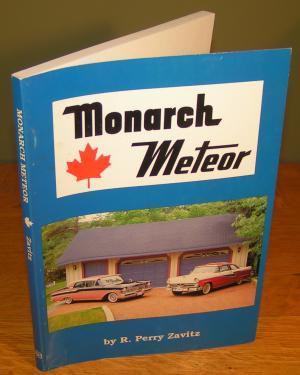 Monarch
Meteor
by R. Perry Zavitz
MONARCH METEOR
Zavitz